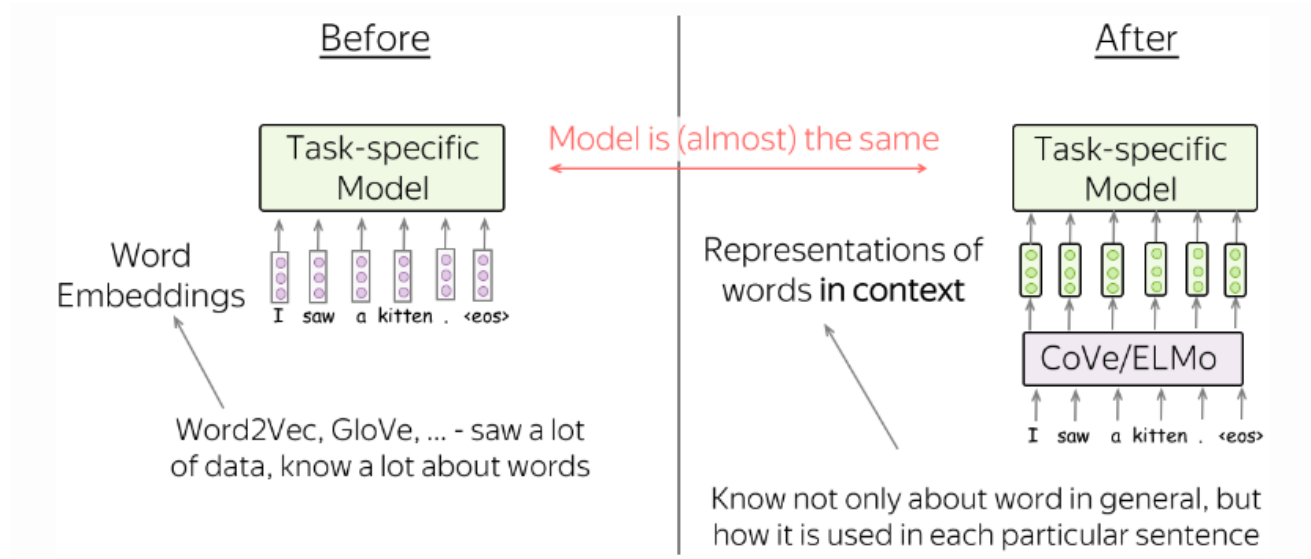 Before
Task-specific
Model
Word
Embeddings
I saw a kitten . <eos>
Word2Vec, GloVe, ... - saw a lot
of data, know a lot about words
Model is (almost) the same
After
Task-specific
Model
Representations of
words in context
CoVe/ELMo
I saw a kitten . <eos>
Know not only about word in general, but
how it is used in each particular sentence